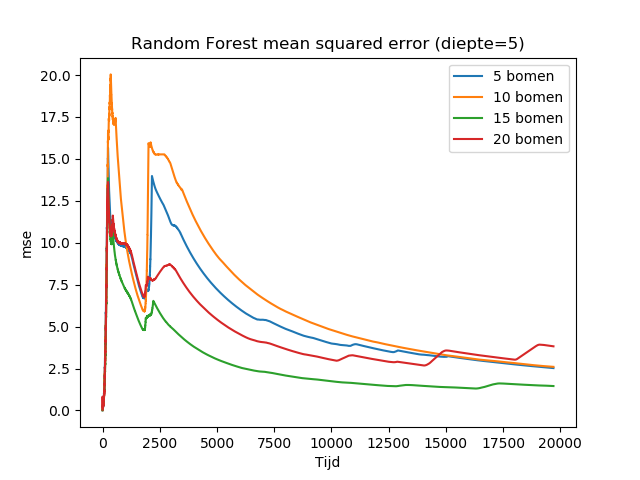 Random Forest mean squared error (diepte=5)
5 bomen
10 bomen
15 bomen
20 bomen
mse
20.0
17.5
15.0
12.5
10.0
7.5
5.0
2.5
0.0
0 2500 5000 7500 10000 12500 15000 17500 20000
Tijd